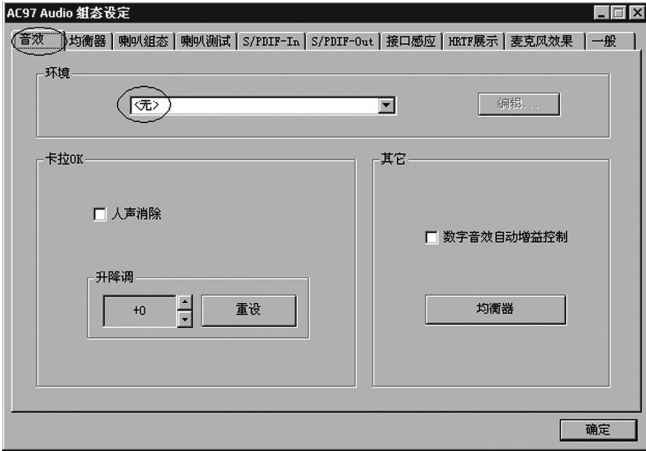 AC97 Audio 组态设定
音效 均衡器 喇叭组态 喇叭测试 S/PDIF-In S/PDIF-Out 接口感应 HRTF展示 麦克风效果 一般
环境
<无> 编辑...
卡拉OK 其它
人声消除
数字音效自动增益控制
升降调
+0 重设 均衡器
确定